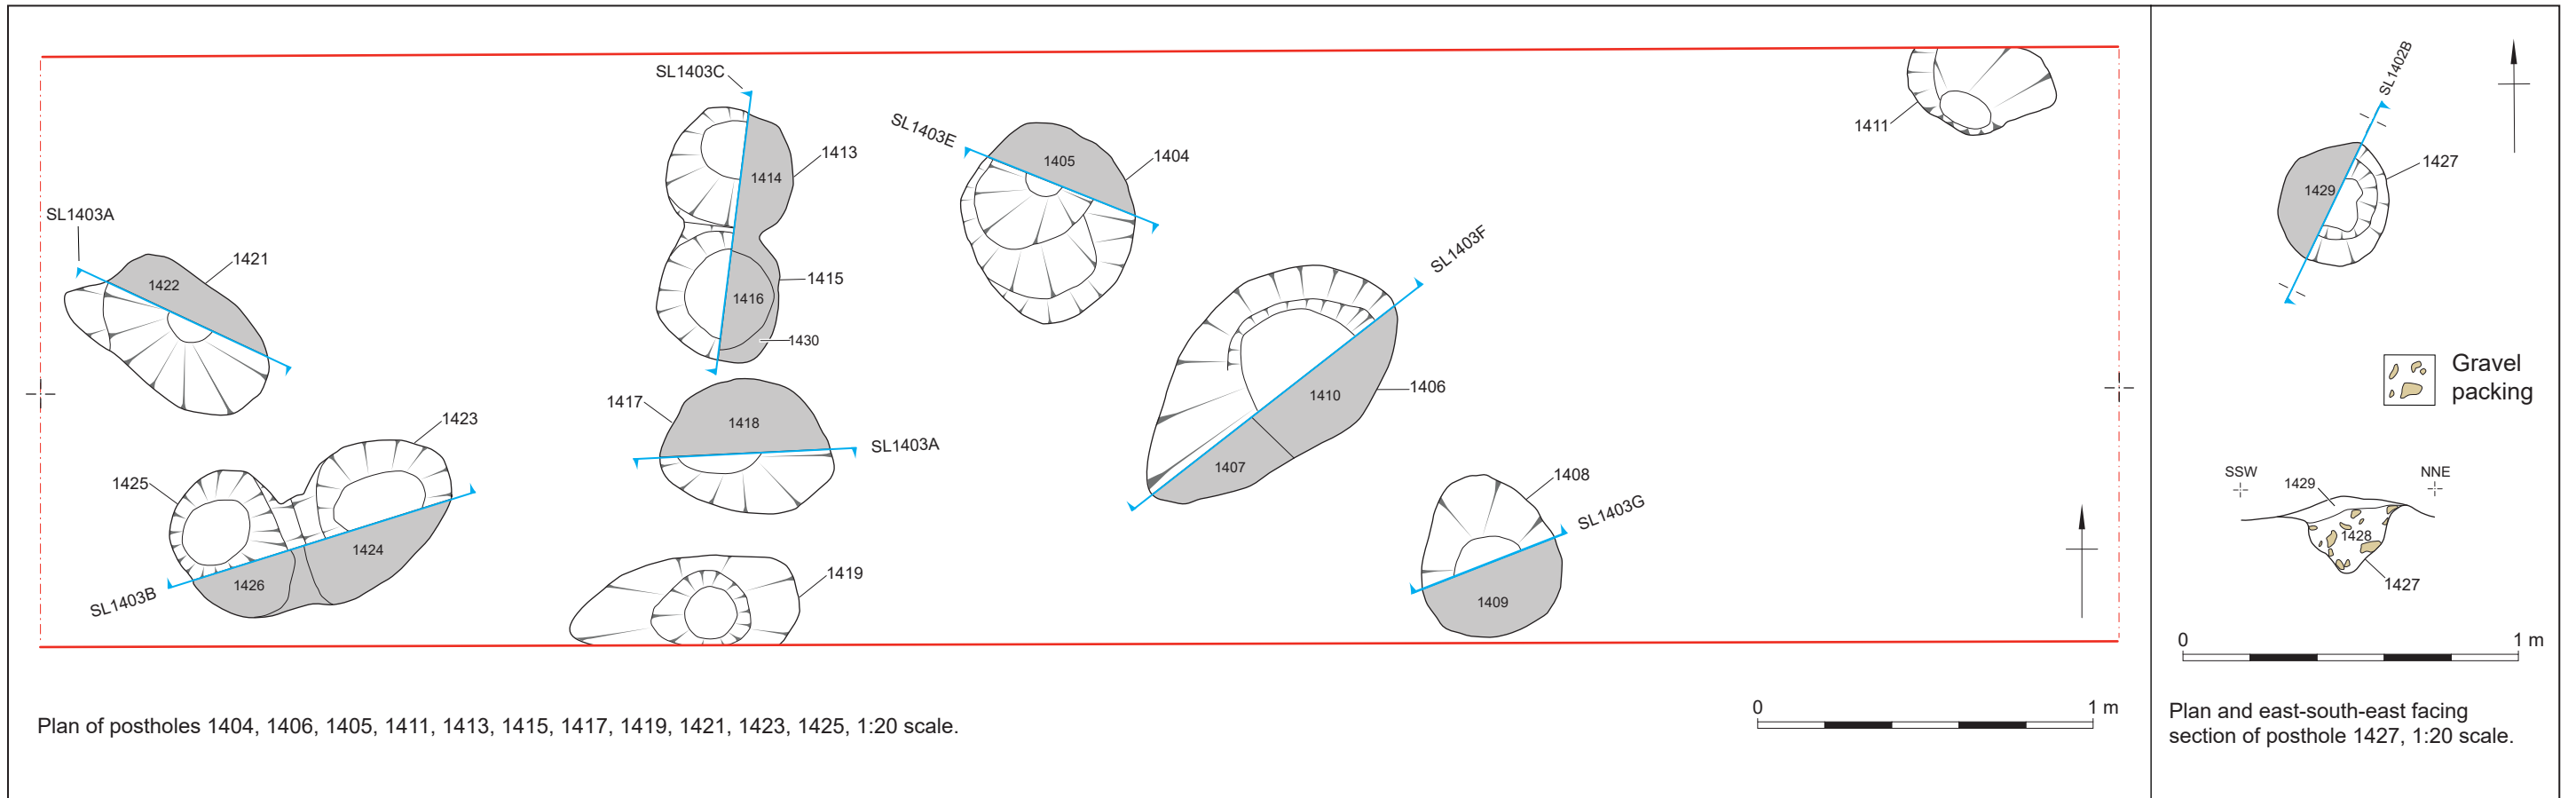 SL1403C
SL1403E
1413
1414
1405
1404
1411
SL1403A
1421
1422
1415
1416
1430
SL1403F
1417
1418
SL1403A
1410
1406
1407
1423
1425
1424
1426
SL1403B
1419
1408
SL1403G
1409
0 1 m
Plan of postholes 1404, 1406, 1405, 1411, 1413, 1415, 1417, 1419, 1421, 1423, 1425, 1:20 scale.
SL1402B
1427
1429
Gravel
packing
SSW NNE
1429
1428
1427
0 1 m
Plan and east-south-east facing
section of posthole 1427, 1:20 scale.